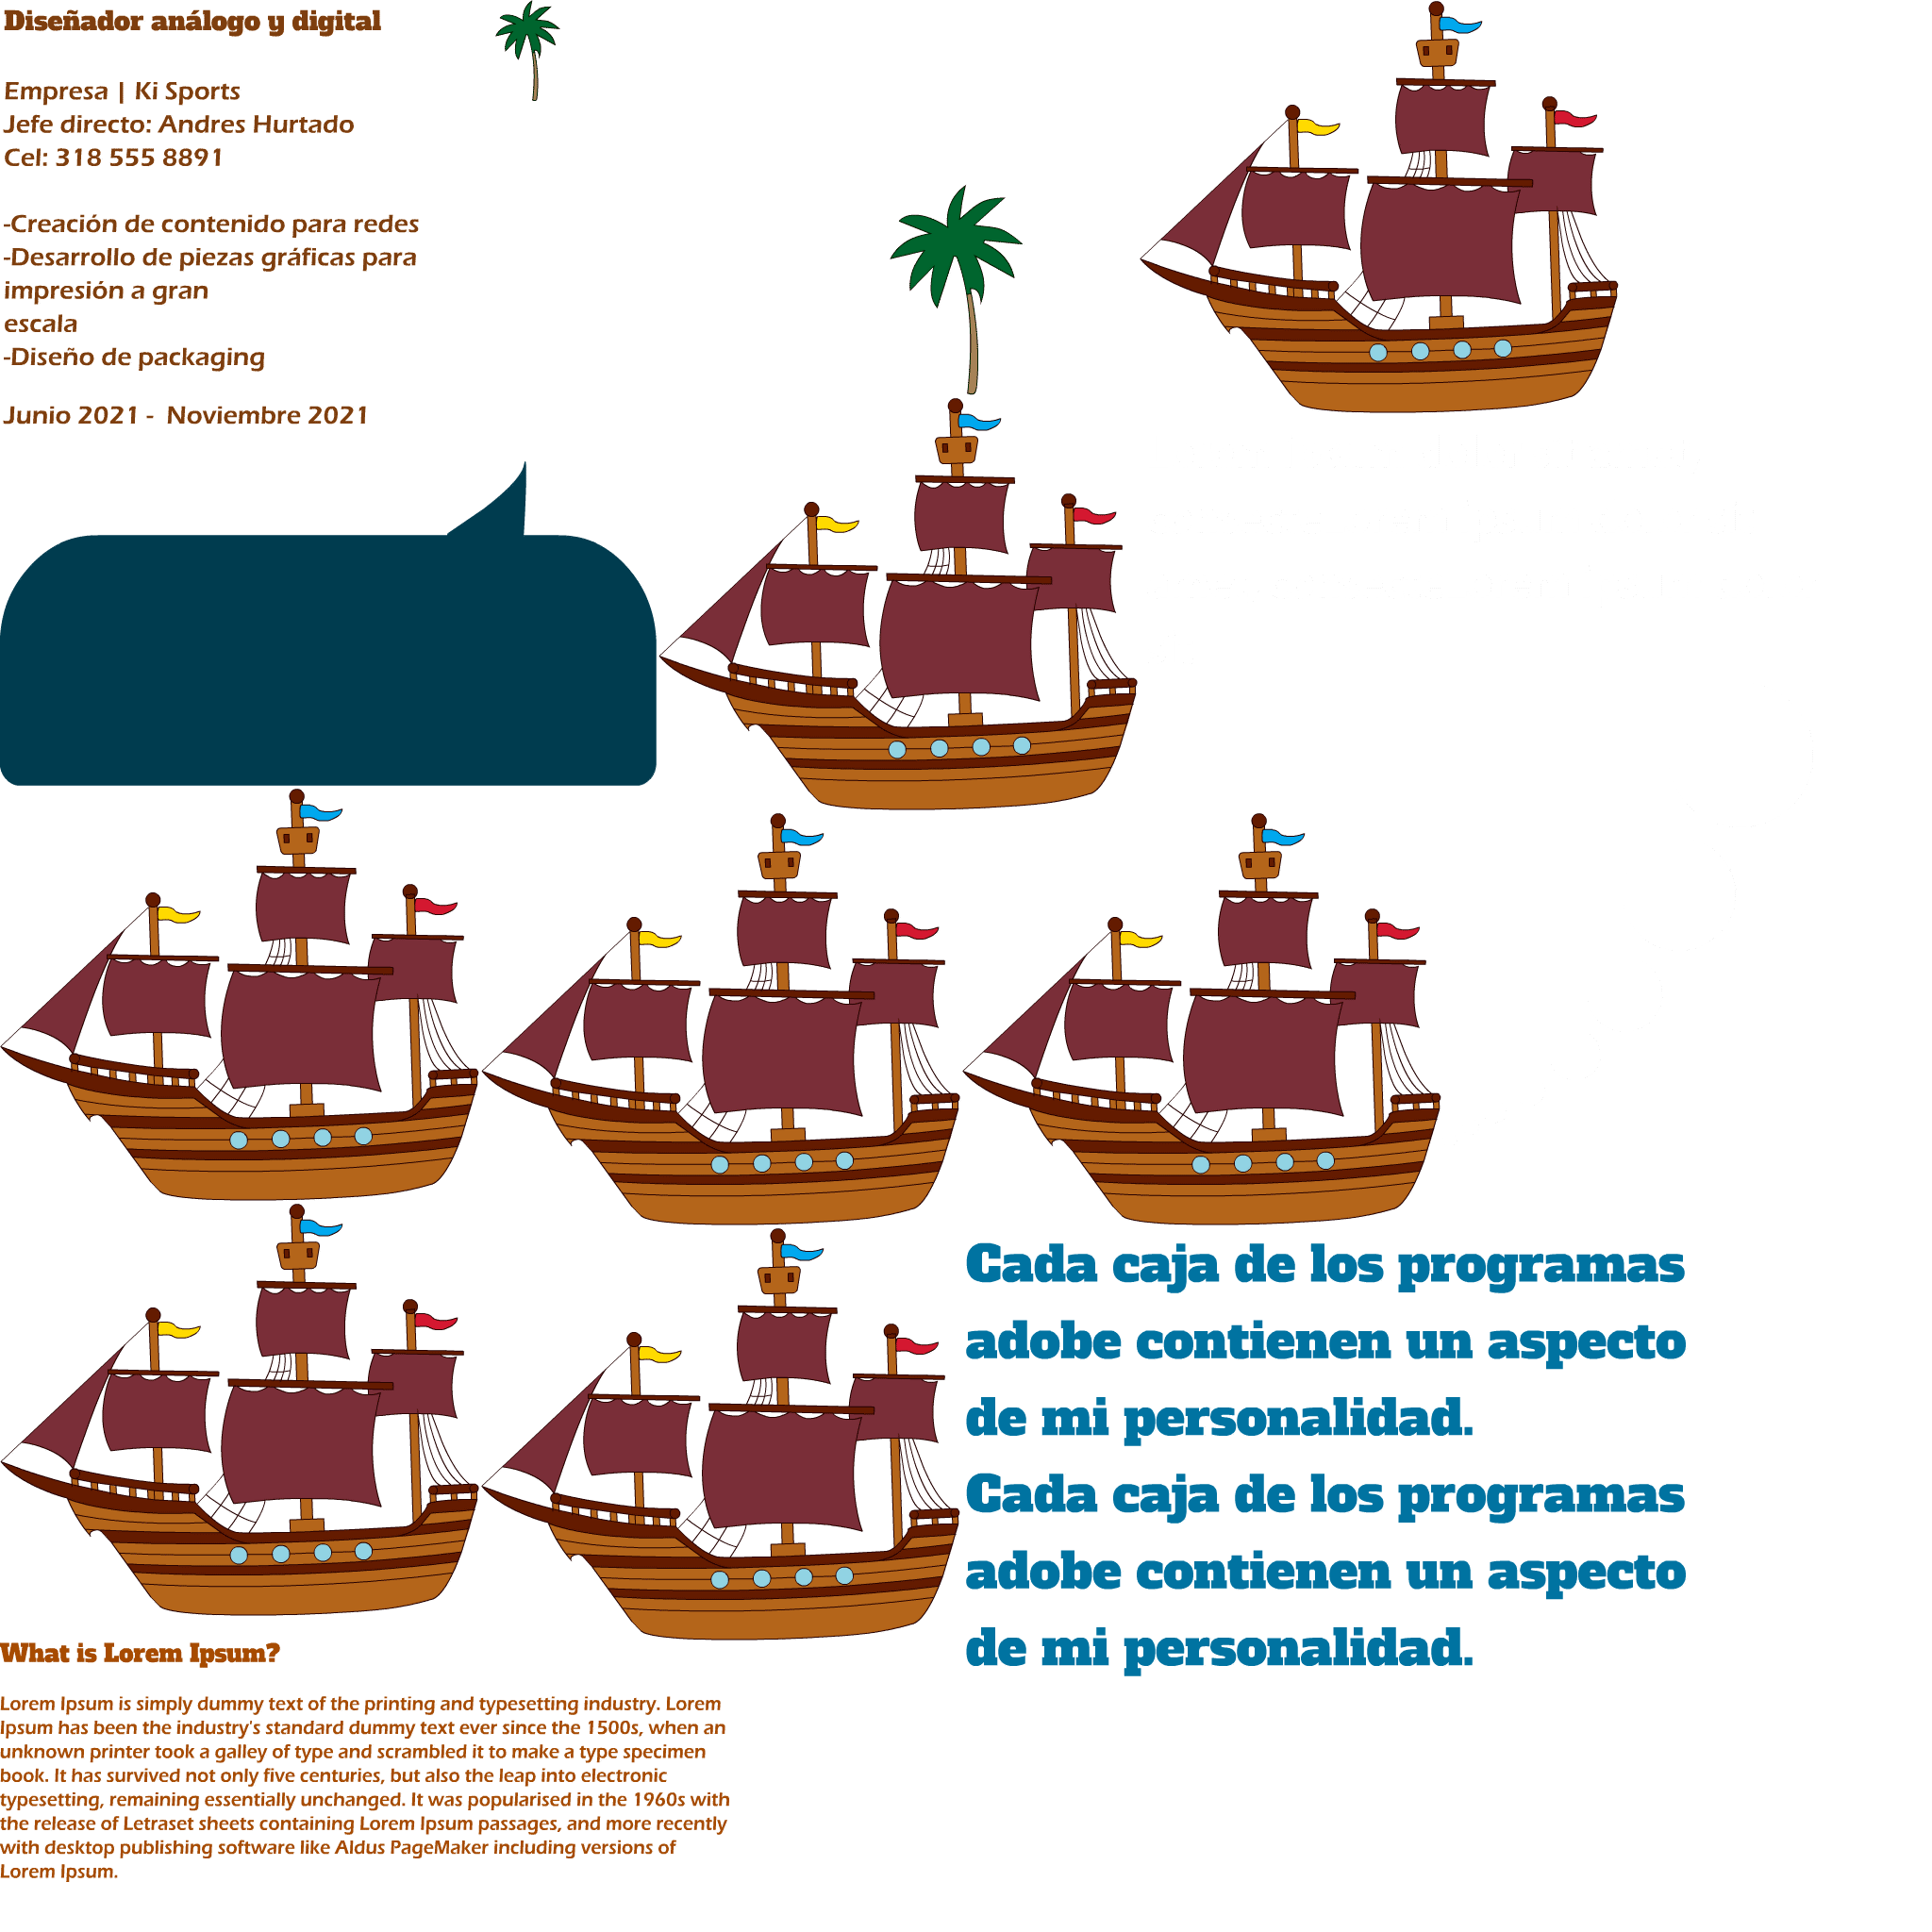 Diseñador análogo y digital
Empresa | Ki Sports
Jefe directo: Andres Hurtado
Cel: 318 555 8891
-Creación de contenido para redes
-Desarrollo de piezas gráficas para
impresión a gran
escala
-Diseño de packaging
Junio 2021 - Noviembre 2021
Cada caja de los programas
adobe contienen un aspecto
de mi personalidad.
Cada caja de los programas
adobe contienen un aspecto
de mi personalidad.
What is Lorem Ipsum?
Lorem Ipsum is simply dummy text of the printing and typesetting industry. Lorem
Ipsum has been the industry's standard dummy text ever since the 1500s, when an
unknown printer took a galley of type and scrambled it to make a type specimen
book. It has survived not only five centuries, but also the leap into electronic
typesetting, remaining essentially unchanged. It was popularised in the 1960s with
the release of Letraset sheets containing Lorem Ipsum passages, and more recently
with desktop publishing software like Aldus PageMaker including versions of
Lorem Ipsum.